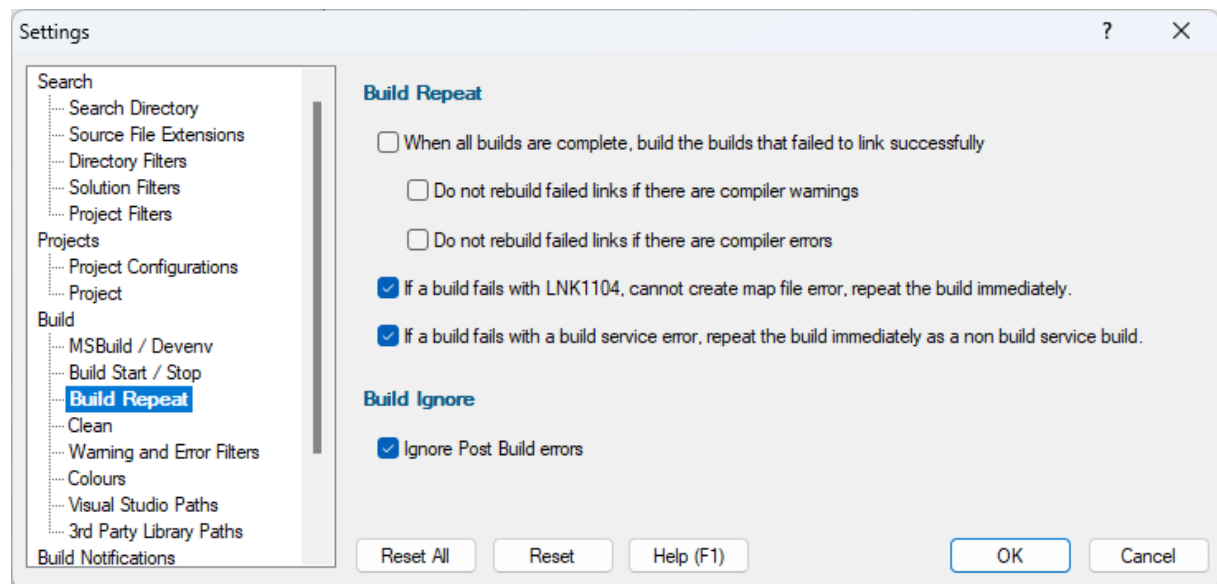 Settings
?
Search
Search Directory
Source File Extensions
Directory Filters
Solution Filters
Project Filters
Projects
Project Configurations
Project
Build
MSBuild / Devenv
Build Start / Stop
Build Repeat
Clean
Warning and Error Filters
Colours
Visual Studio Paths
3rd Party Library Paths
Build Notifications
Build Repeat
When all builds are complete, build the builds that failed to link successfully
Do not rebuild failed links if there are compiler warnings
Do not rebuild failed links if there are compiler errors
If a build fails with LNK1104, cannot create map file error, repeat the build immediately.
If a build fails with a build service error, repeat the build immediately as a non build service build.
Build Ignore
Ignore Post Build errors
Reset All Reset Help (F1) OK Cancel